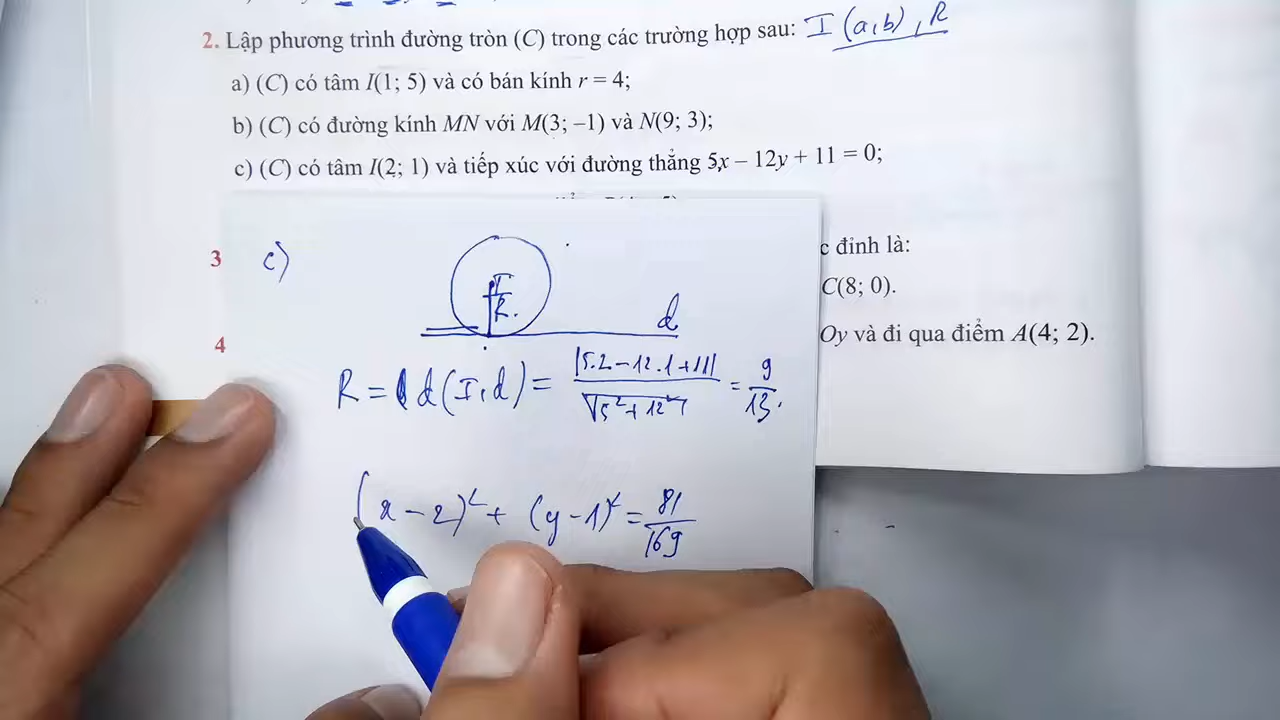 2. Lập phương trình đường tròn (C) trong các trường hợp sau: I (a,b), R
a) (C) có tâm I(1; 5) và có bán kính r = 4;
b) (C) có đường kính MN với M(3; –1) và N(9; 3);
c) (C) có tâm I(2; 1) và tiếp xúc với đường thẳng 5x – 12y + 11 = 0;
3
c đỉnh là:
C(8; 0).
4
Oy và đi qua điểm A(4; 2).
c)
I
R.
d
R = d(I,d) = |5.2-12.1+11| / √5²+12² = 9/13.
(x-2)² + (y-1)² = 81/169